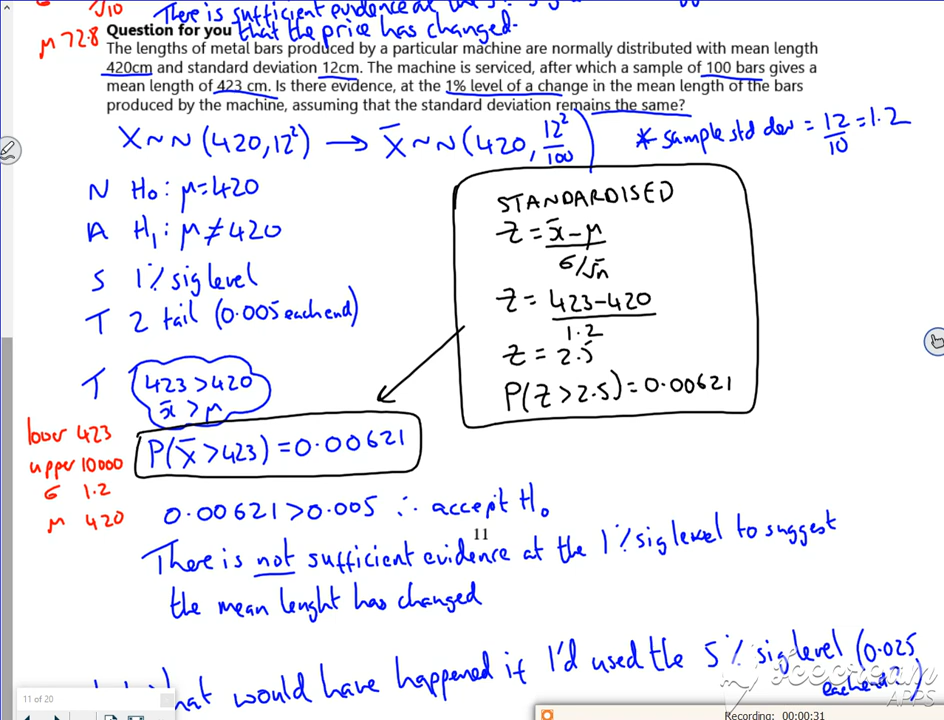 √10 There is sufficient evidence at the 5%
μ 72.8 Question for you that the price has changed.
The lengths of metal bars produced by a particular machine are normally distributed with mean length
420cm and standard deviation 12cm. The machine is serviced, after which a sample of 100 bars gives a
mean length of 423 cm. Is there evidence, at the 1% level of a change in the mean length of the bars
produced by the machine, assuming that the standard deviation remains the same?
X~N(420,12²) → X̄~N(420, 12²/100)
* sample std dev = 12/10 = 1.2
N H₀: μ=420
A H₁: μ≠420
S 1% sig level
T 2 tail (0.005 each end)
STANDARDISED
Z = x̄-μ / σ/√n
Z = 423-420 / 1.2
Z = 2.5
P(Z>2.5)=0.00621
T 423>420
x̄>μ
P(X̄>423)=0.00621
lower 423
upper 10000
σ 1.2
μ 420
0.00621>0.005 ∴ accept H₀
11
There is not sufficient evidence at the 1% sig level to suggest
the mean lenght has changed
hat would have happened if I'd used the 5% sig level (0.025
each end)
11 of 20
screencream
APPS
Recording: 00:00:31